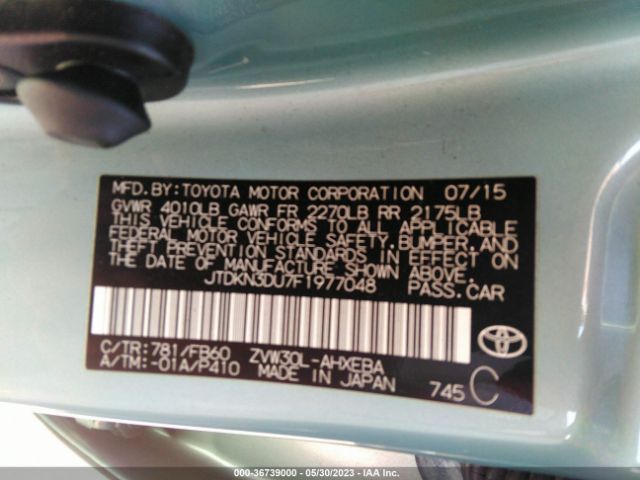 MFD. BY: TOYOTA MOTOR CORPORATION 07/15
GVWR 4010LB GAWR FR 2270LB RR 2175LB
THIS VEHICLE CONFORMS TO ALL APPLICABLE
FEDERAL MOTOR VEHICLE SAFETY, BUMPER, AND
THEFT PREVENTION STANDARDS IN EFFECT ON
THE DATE OF MANUFACTURE SHOWN ABOVE.
JTDKN3DU7F1977048 PASS. CAR
C/TR: 781/FB60 ZVW30L-AHXEBA
A/TM: -01A/P410 MADE IN JAPAN 745 C
000-36739000 - 05/30/2023 - IAA Inc.